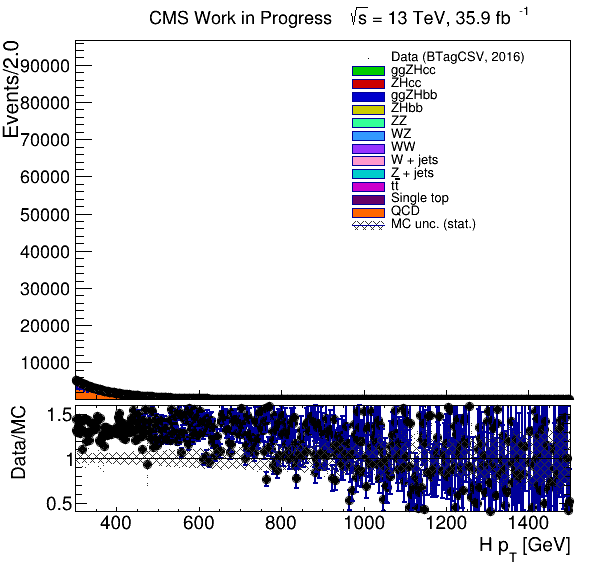 CMS Work in Progress √s = 13 TeV, 35.9 fb -1
Events/2.0
90000
80000
70000
60000
50000
40000
30000
20000
10000
Data (BTagCSV, 2016)
ggZHcc
ZHcc
ggZHbb
ZHbb
ZZ
WZ
WW
W + jets
Z + jets
tt̅
Single top
QCD
MC unc. (stat.)
Data/MC
1.5
1
0.5
400 600 800 1000 1200 1400
H pT [GeV]